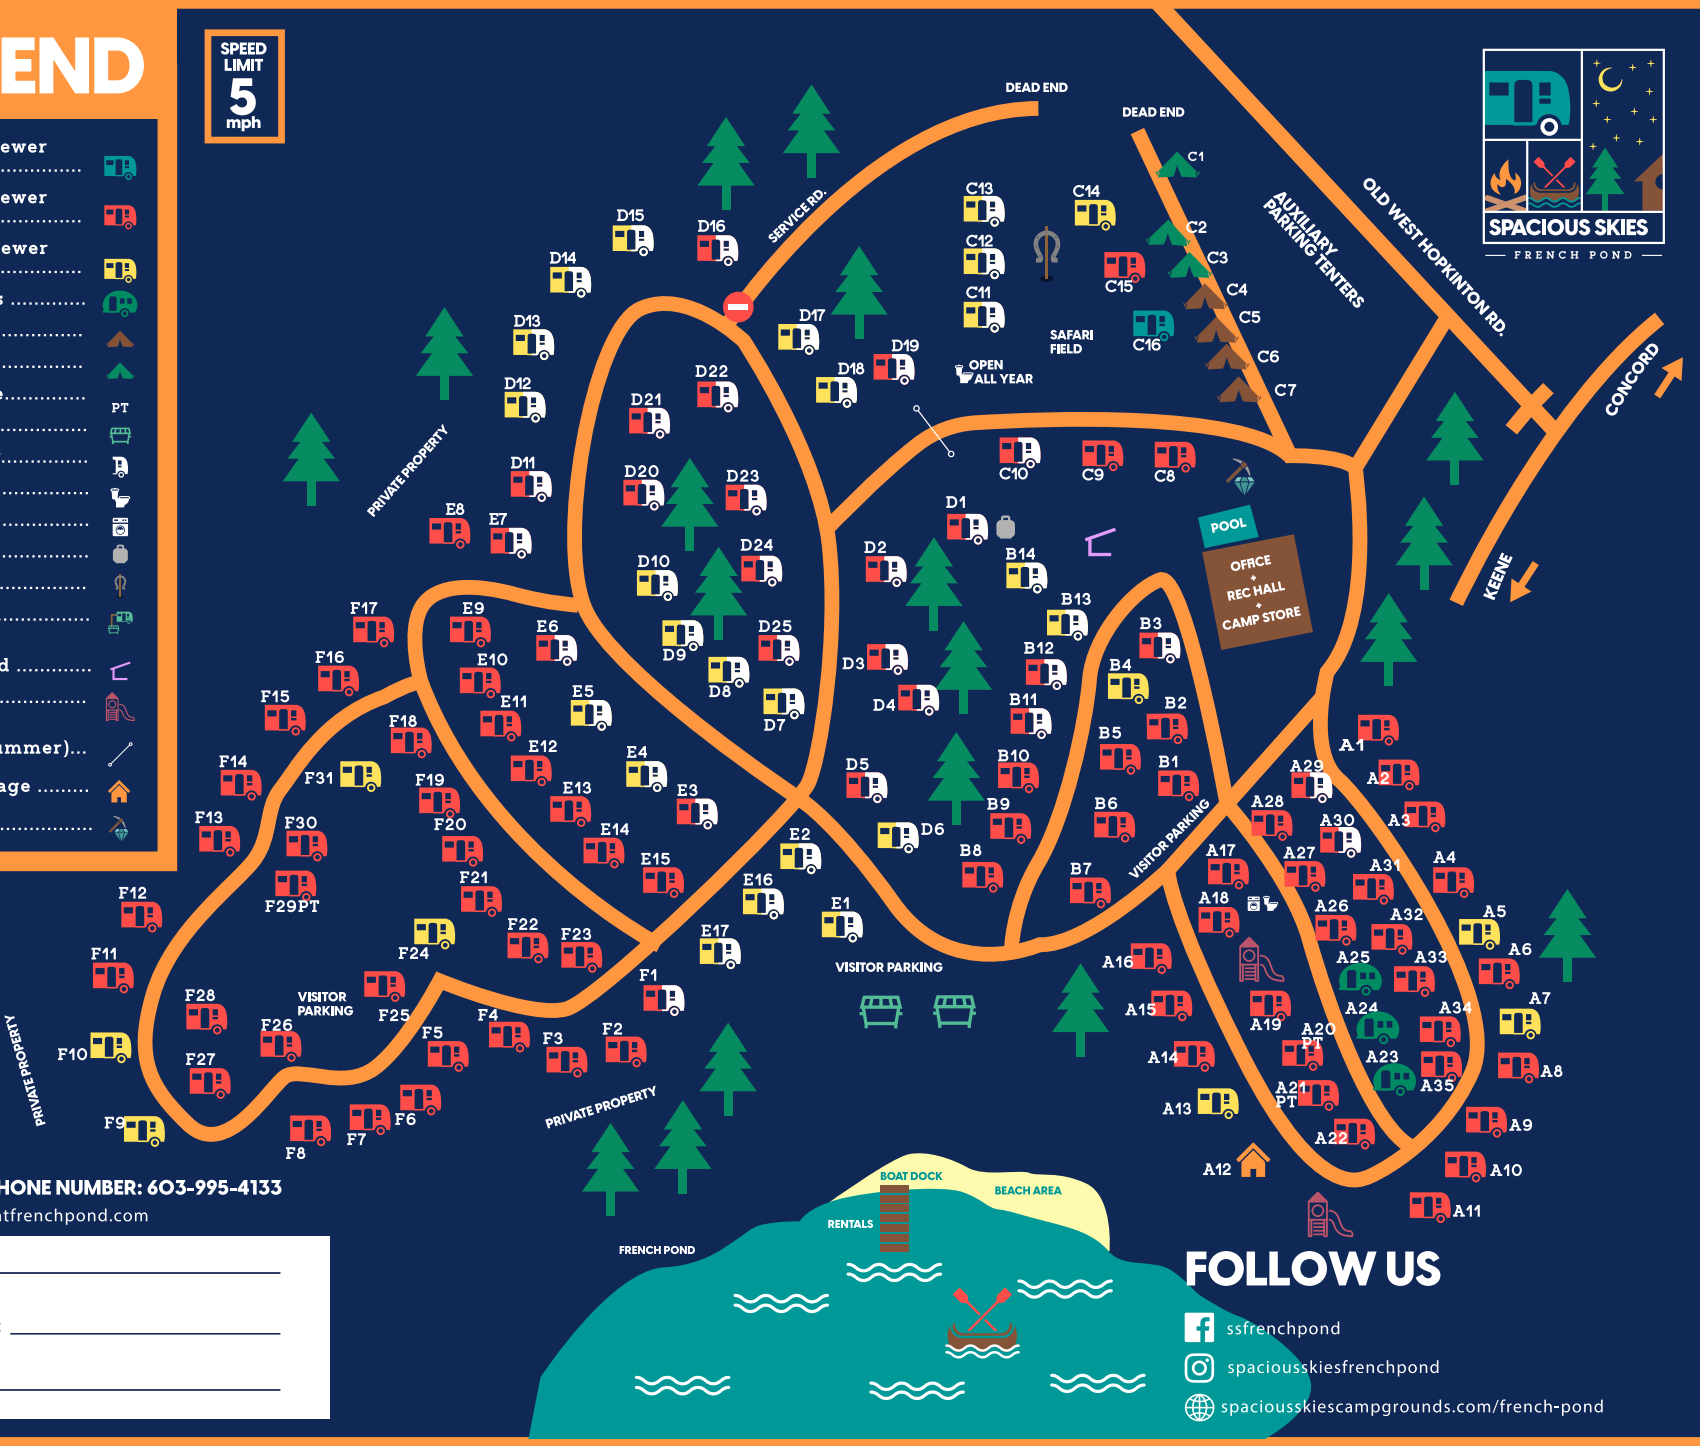 END
ewer
ewer
ewer
s
e
PT
d
ummer)...
age
SPEED
LIMIT
5
mph
DEAD END
DEAD END
SERVICE RD.
AUXILIARY
PARKING TENTERS
OLD WEST HOPKINTON RD.
SPACIOUS SKIES
FRENCH POND
CONCORD
KEENE
C1
C2
C3
C4
C5
C6
C7
C13
C14
C12
C15
C11
C16
SAFARI
FIELD
OPEN
ALL YEAR
C10
C9
C8
POOL
OFFICE
+
REC HALL
+
CAMP STORE
D15
D16
D14
D13
D17
D12
D18
D19
D22
D21
D11
D20
D23
D10
D24
D9
D25
D8
D7
D1
D2
D3
D4
D5
D6
PRIVATE PROPERTY
E8
E7
E9
E6
E10
E11
E5
E12
E4
E13
E3
E14
E2
E15
E16
E1
E17
B14
B13
B3
B12
B4
B11
B2
B5
B10
B1
B9
B6
B8
B7
VISITOR PARKING
VISITOR PARKING
F17
F16
F15
F18
F14
F31
F19
F13
F30
F20
F29PT
F21
F12
F22
F23
F24
F11
F1
F28
VISITOR
PARKING
F25
F26
F4
F5
F3
F2
F10
F27
F9
F6
F7
F8
PRIVATE PROPERTY
PRIVATE PROPERTY
A1
A29
A2
A28
A30
A3
A17
A27
A31
A4
A18
A26
A32
A5
A16
A25
A33
A6
A15
A19
A24
A34
A7
A20
PT
A14
A23
A35
A8
A21
PT
A13
A22
A9
A12
A10
A11
HONE NUMBER: 603-995-4133
atfrenchpond.com
:
BOAT DOCK
BEACH AREA
RENTALS
FRENCH POND
FOLLOW US
ssfrenchpond
spaciousskiesfrenchpond
spaciousskiescampgrounds.com/french-pond